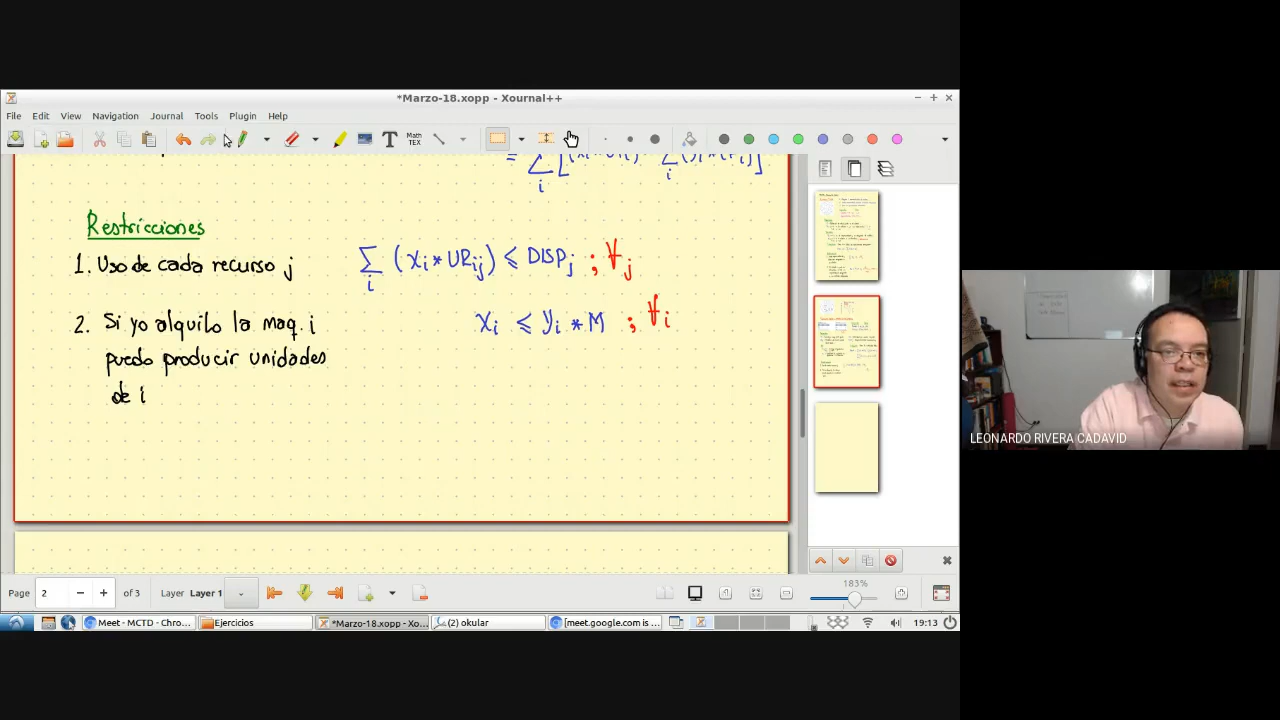 *Marzo-18.xopp - Xournal++
File Edit View Navigation Journal Tools Plugin Help
Restricciones
1. Uso de cada recurso j
∑ i (Xi * URij) ≤ DISPj ; ∀j
2. Si yo alquilo la maq. i
Xi ≤ Yi * M ; ∀i
puedo producir unidades
de i
LEONARDO RIVERA CADAVID
183%
Page 2 of 3 Layer Layer 1
Meet - MCTD - Chro... Ejercicios *Marzo-18.xopp - Xo... (2) okular [meet.google.com is ... 19:13